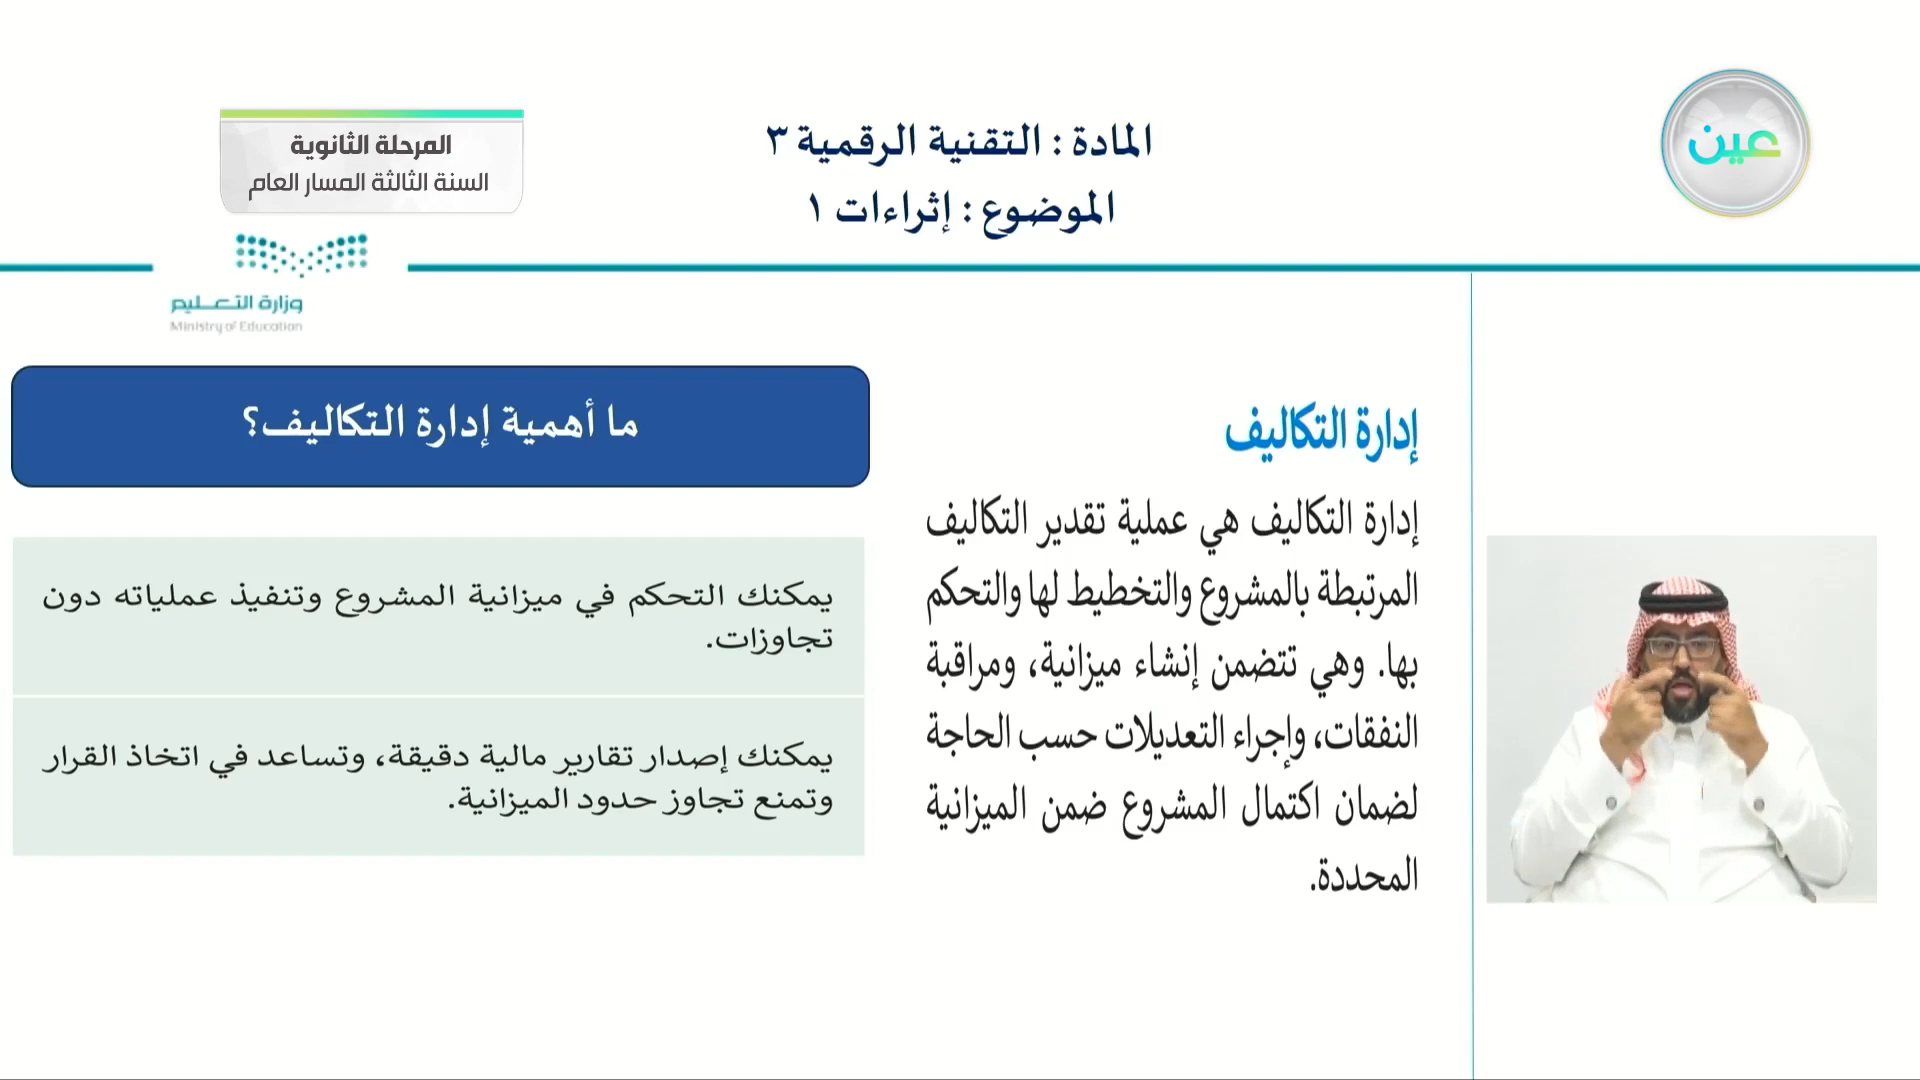 عين
المادة : التقنية الرقمية ٣
الموضوع : إثراءات ١
المرحلة الثانوية
السنة الثالثة المسار العام
وزارة التعـــليم
Ministry of Education
إدارة التكاليف
إدارة التكاليف هي عملية تقدير التكاليف
المرتبطة بالمشروع والتخطيط لها والتحكم
بها. وهي تتضمن إنشاء ميزانية، ومراقبة
النفقات، وإجراء التعديلات حسب الحاجة
لضمان اكتمال المشروع ضمن الميزانية
المحددة.
ما أهمية إدارة التكاليف؟
يمكنك التحكم في ميزانية المشروع وتنفيذ عملياته دون
تجاوزات.
يمكنك إصدار تقارير مالية دقيقة، وتساعد في اتخاذ القرار
وتمنع تجاوز حدود الميزانية.